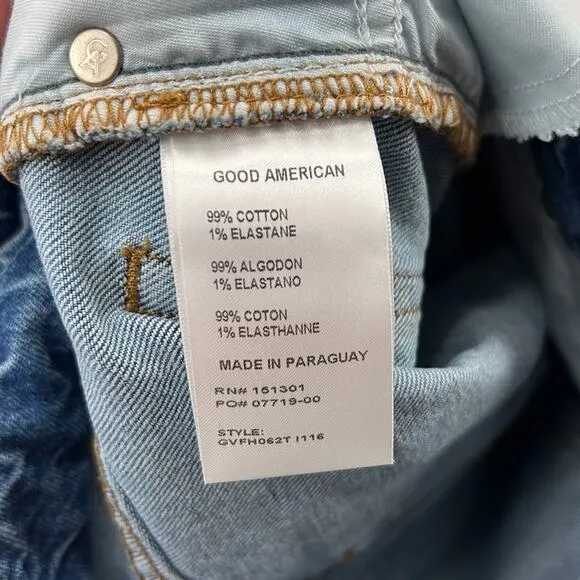 GOOD AMERICAN
99% COTTON
1% ELASTANE
99% ALGODON
1% ELASTANO
99% COTON
1% ELASTHANNE
MADE IN PARAGUAY
RN# 161301
PO# 07719-00
STYLE:
GVFH062T I116